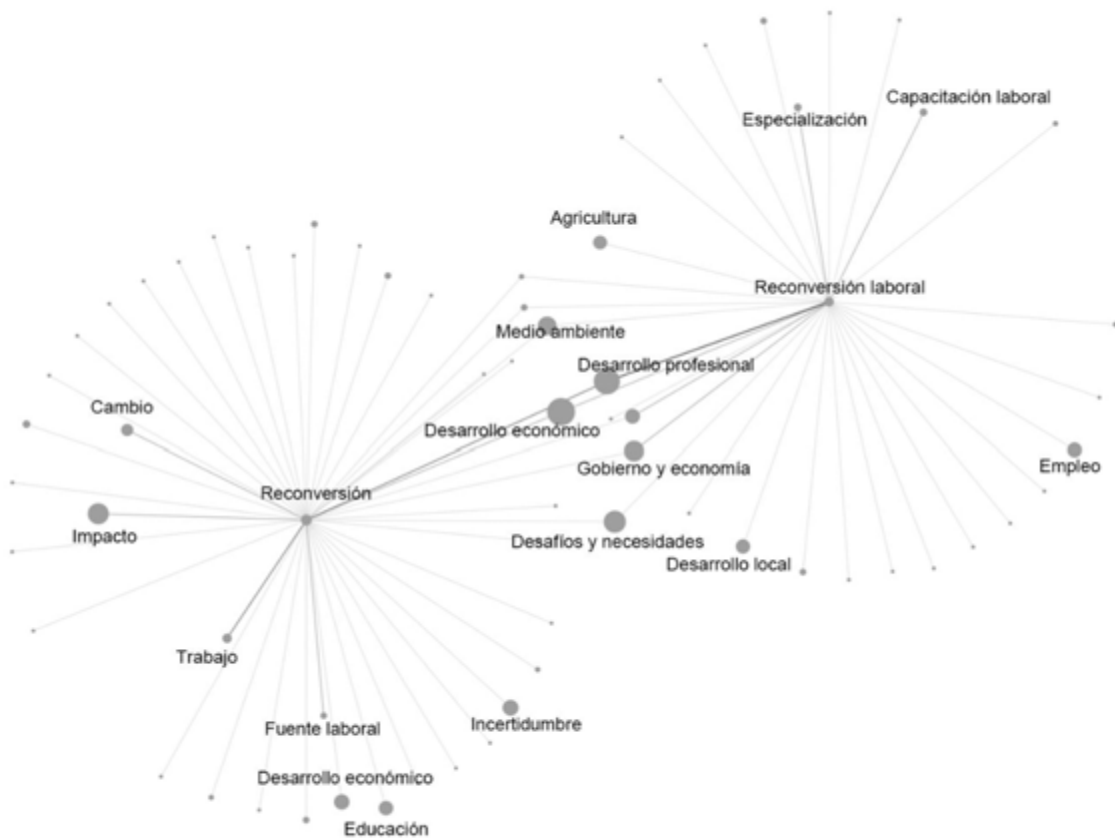 Capacitación laboral
Especialización
Agricultura
Reconversión laboral
Medio ambiente
Desarrollo profesional
Cambio
Desarrollo económico
Gobierno y economía
Empleo
Reconversión
Impacto
Desafíos y necesidades
Desarrollo local
Trabajo
Incertidumbre
Fuente laboral
Desarrollo económico
Educación